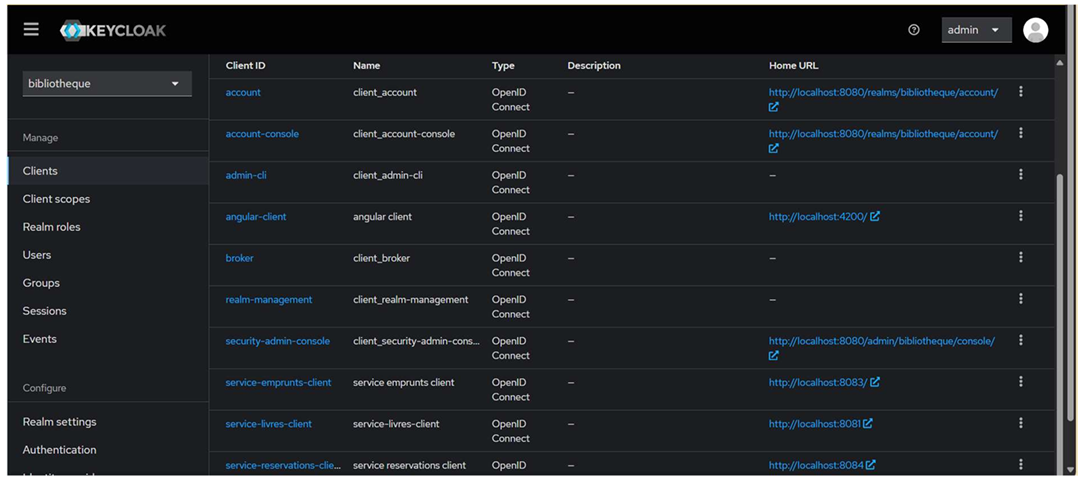 KEYCLOAK
admin
bibliotheque
Manage
Clients
Client scopes
Realm roles
Users
Groups
Sessions
Events
Configure
Realm settings
Authentication
Client ID Name Type Description Home URL
account client_account OpenID Connect – http://localhost:8080/realms/bibliotheque/account/
account-console client_account-console OpenID Connect – http://localhost:8080/realms/bibliotheque/account/
admin-cli client_admin-cli OpenID Connect – –
angular-client angular client OpenID Connect – http://localhost:4200/
broker client_broker OpenID Connect – –
realm-management client_realm-management OpenID Connect – –
security-admin-console client_security-admin-cons... OpenID Connect – http://localhost:8080/admin/bibliotheque/console/
service-emprunts-client service emprunts client OpenID Connect – http://localhost:8083/
service-livres-client service-livres-client OpenID Connect – http://localhost:8081
service-reservations-clie... service reservations client OpenID – http://localhost:8084